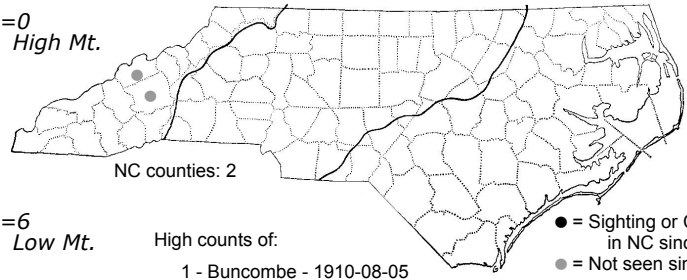 =0
High Mt.
NC counties: 2
=6
Low Mt.
High counts of:
1 - Buncombe - 1910-08-05
● = Sighting or
in NC sinc
● = Not seen sin